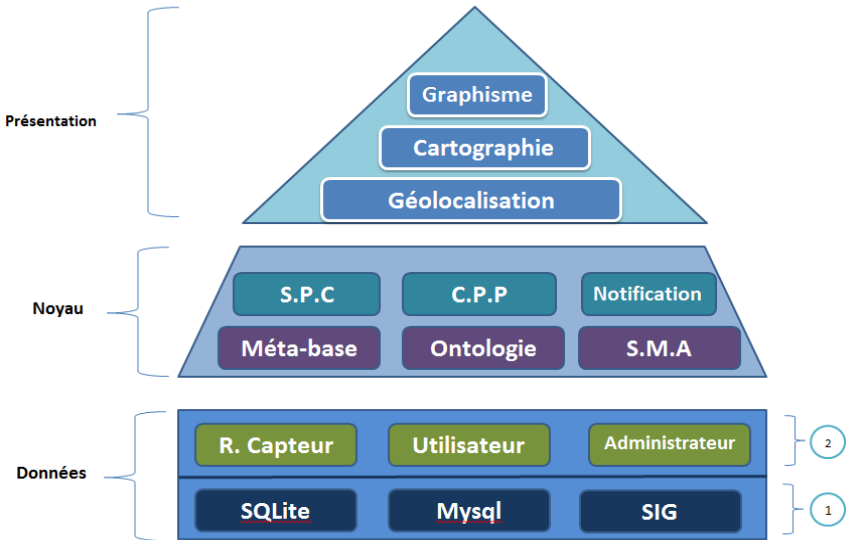 Présentation
Graphisme
Cartographie
Géolocalisation
Noyau
S.P.C
C.P.P
Notification
Méta-base
Ontologie
S.M.A
Données
R. Capteur
Utilisateur
Administrateur
2
SQLite
Mysql
SIG
1